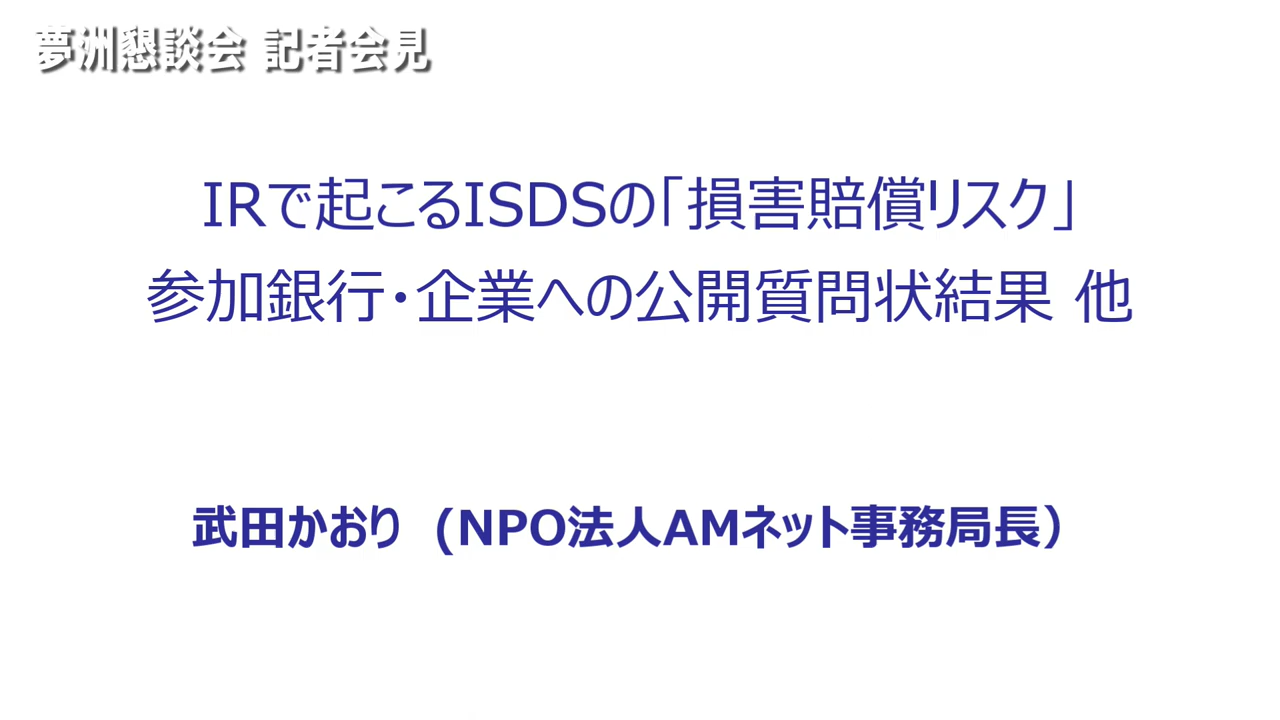 夢洲懇談会 記者会見
IRで起こるISDSの「損害賠償リスク」
参加銀行・企業への公開質問状結果 他
武田かおり (NPO法人AMネット事務局長)